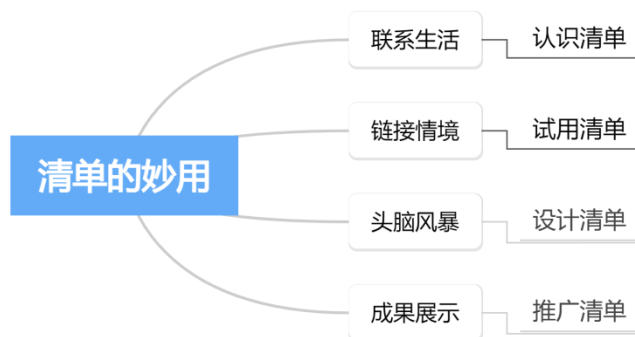 清单的妙用
联系生活
认识清单
链接情境
试用清单
头脑风暴
设计清单
成果展示
推广清单